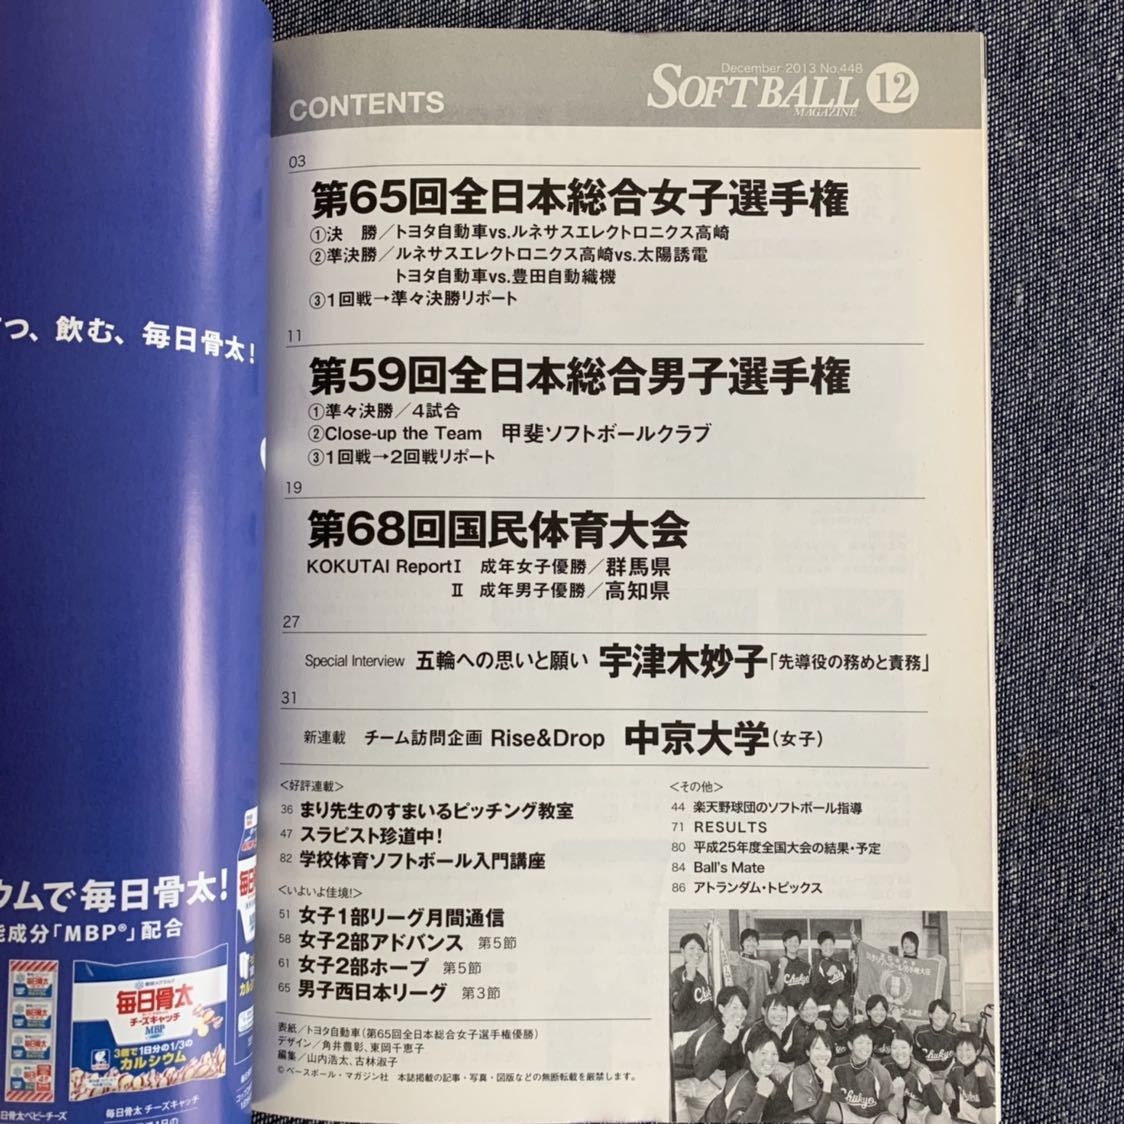 つ、飲む、毎日骨太!
ウムで毎日骨太!
能成分「MBP®」配合
毎日骨太
チーズキャッチ
MBP
3個で1日分の1/3の
カルシウム
毎日骨太ベビーチーズ
毎日骨太 チーズキャッチ
CONTENTS
December 2013 No.448
SOFTBALL 12
MAGAZINE
03
第65回全日本総合女子選手権
①決 勝/トヨタ自動車vs.ルネサスエレクトロニクス高崎
②準決勝/ルネサスエレクトロニクス高崎vs.太陽誘電
トヨタ自動車vs.豊田自動織機
③1回戦→準々決勝リポート
11
第59回全日本総合男子選手権
①準々決勝/4試合
②Close-up the Team 甲斐ソフトボールクラブ
③1回戦→2回戦リポート
19
第68回国民体育大会
KOKUTAI ReportⅠ 成年女子優勝/群馬県
Ⅱ 成年男子優勝/高知県
27
Special Interview 五輪への思いと願い 宇津木妙子「先導役の務めと責務」
31
新連載 チーム訪問企画 Rise&Drop 中京大学(女子)
<好評連載>
36 まり先生のすまいるピッチング教室
47 スラピスト珍道中!
82 学校体育ソフトボール入門講座
<いよいよ佳境!>
51 女子1部リーグ月間通信
58 女子2部アドバンス 第5節
61 女子2部ホープ 第5節
65 男子西日本リーグ 第3節
<その他>
44 楽天野球団のソフトボール指導
71 RESULTS
80 平成25年度全国大会の結果・予定
84 Ball's Mate
86 アトランダム・トピックス
表紙/トヨタ自動車(第65回全日本総合女子選手権優勝)
デザイン/角井豊彰、東岡千恵子
編集/山内浩太、古林淑子
©ベースボール・マガジン社 本誌掲載の記事・写真・図版などの無断転載を厳禁します。
Chukyo
Chukyo
Chukyo